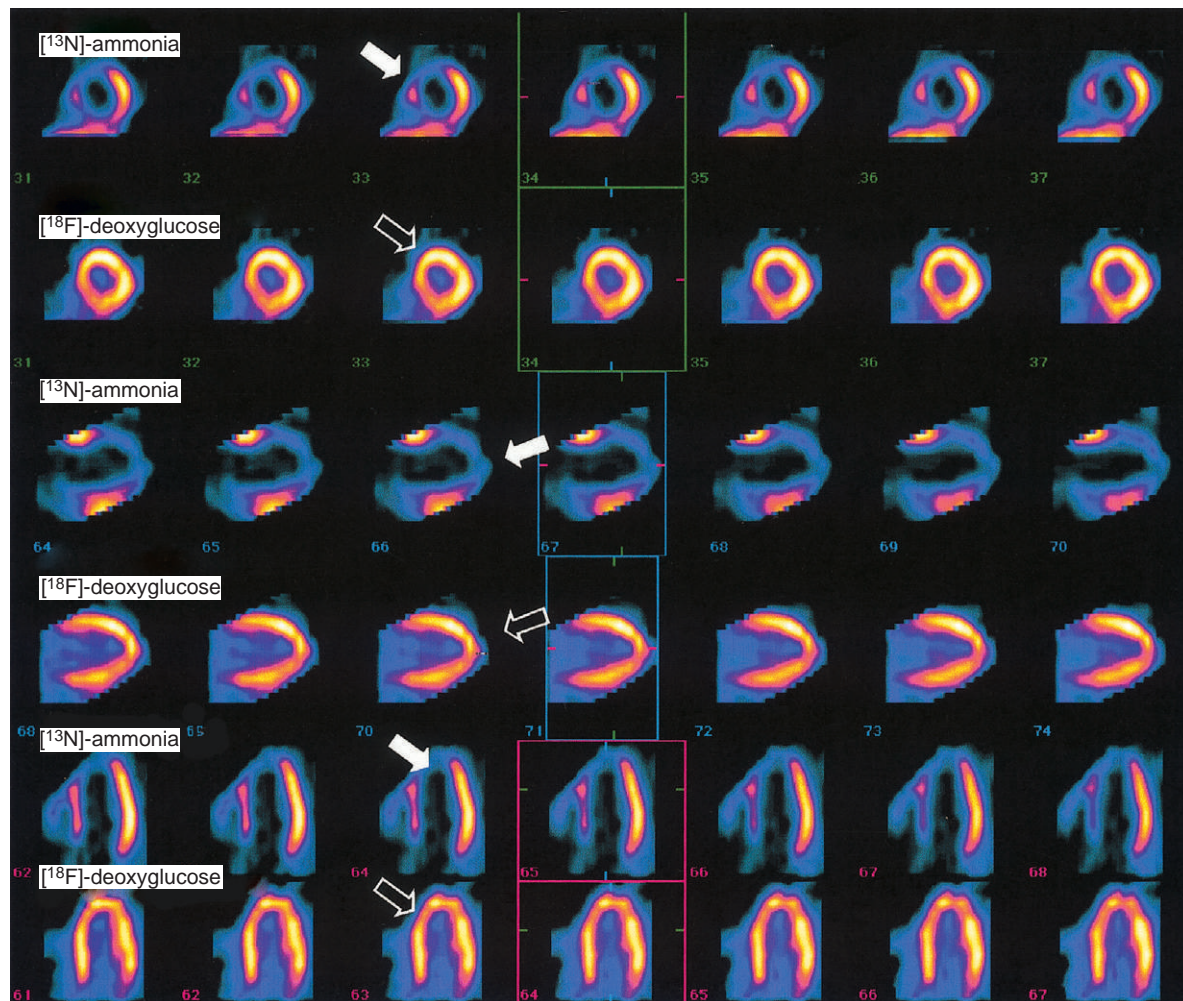 [¹³N]-ammonia
31 32 33 34 35 36 37
[¹⁸F]-deoxyglucose
31 32 33 34 35 36 37
[¹³N]-ammonia
64 65 66 67 68 69 70
[¹⁸F]-deoxyglucose
68 69 70 71 72 73 74
[¹³N]-ammonia
62 64 65 66 67 68
[¹⁸F]-deoxyglucose
61 62 63 64 65 66 67